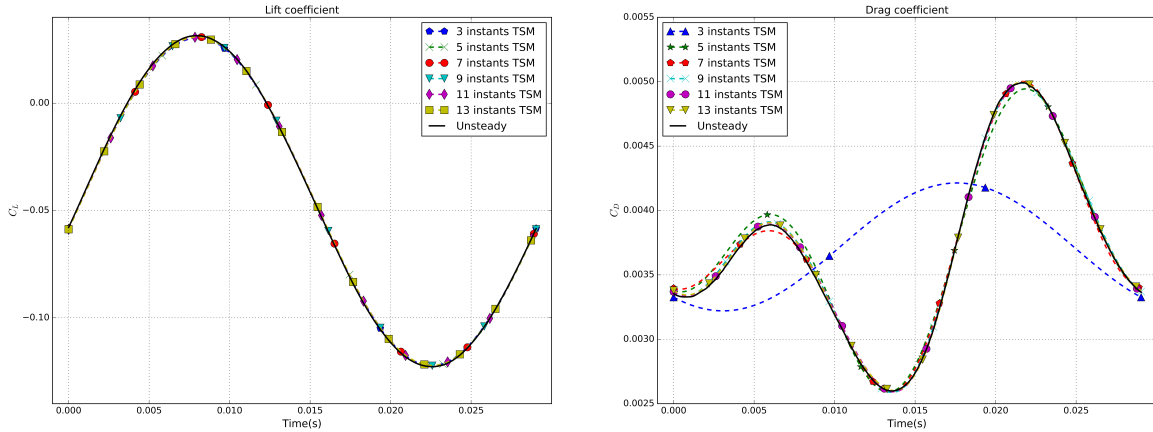 Lift coefficient
0.00
−0.05
−0.10
C_L
0.000 0.005 0.010 0.015 0.020 0.025
Time(s)
3 instants TSM
5 instants TSM
7 instants TSM
9 instants TSM
11 instants TSM
13 instants TSM
Unsteady
Drag coefficient
0.0055
0.0050
0.0045
0.0040
0.0035
0.0030
0.0025
C_D
0.000 0.005 0.010 0.015 0.020 0.025
Time(s)
3 instants TSM
5 instants TSM
7 instants TSM
9 instants TSM
11 instants TSM
13 instants TSM
Unsteady